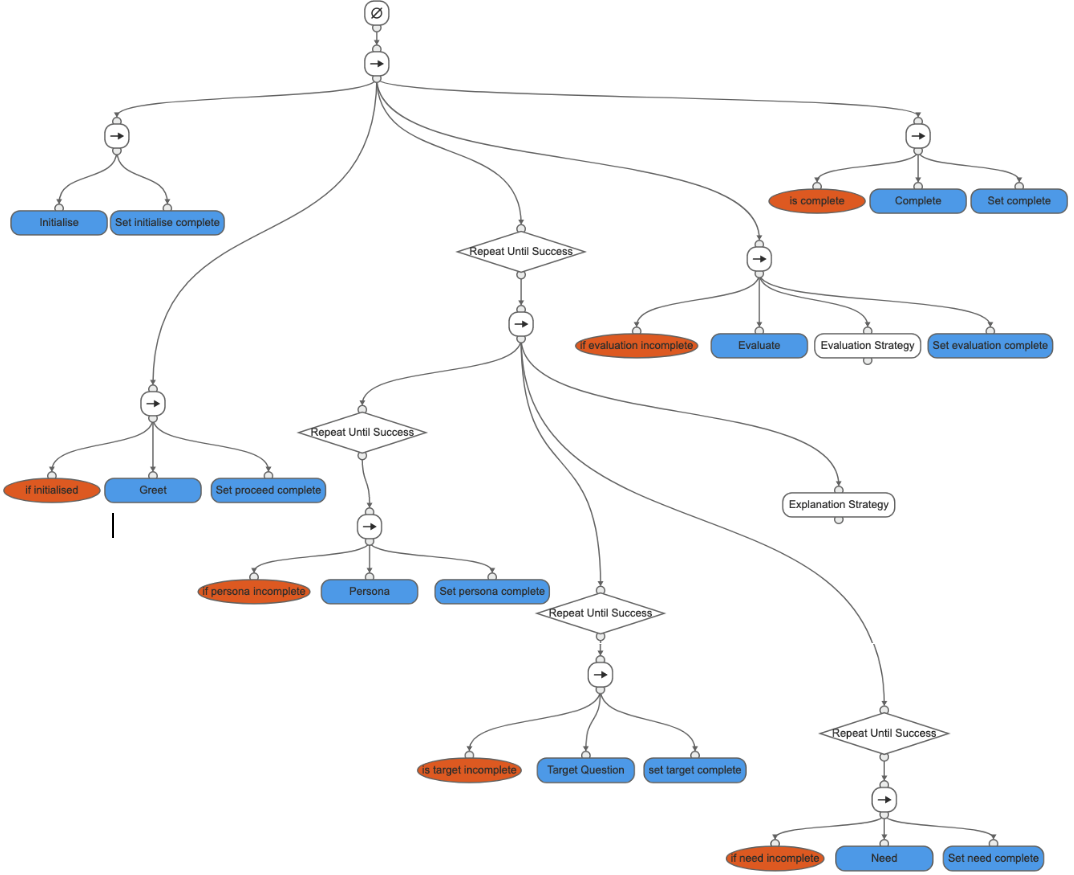 Ø
is complete
Complete
Set complete
Initialise
Set initialise complete
Repeat Until Success
if evaluation incomplete
Evaluate
Evaluation Strategy
Set evaluation complete
Repeat Until Success
if initialised
Greet
Set proceed complete
Explanation Strategy
if persona incomplete
Persona
Set persona complete
Repeat Until Success
Repeat Until Success
is target incomplete
Target Question
set target complete
if need incomplete
Need
Set need complete